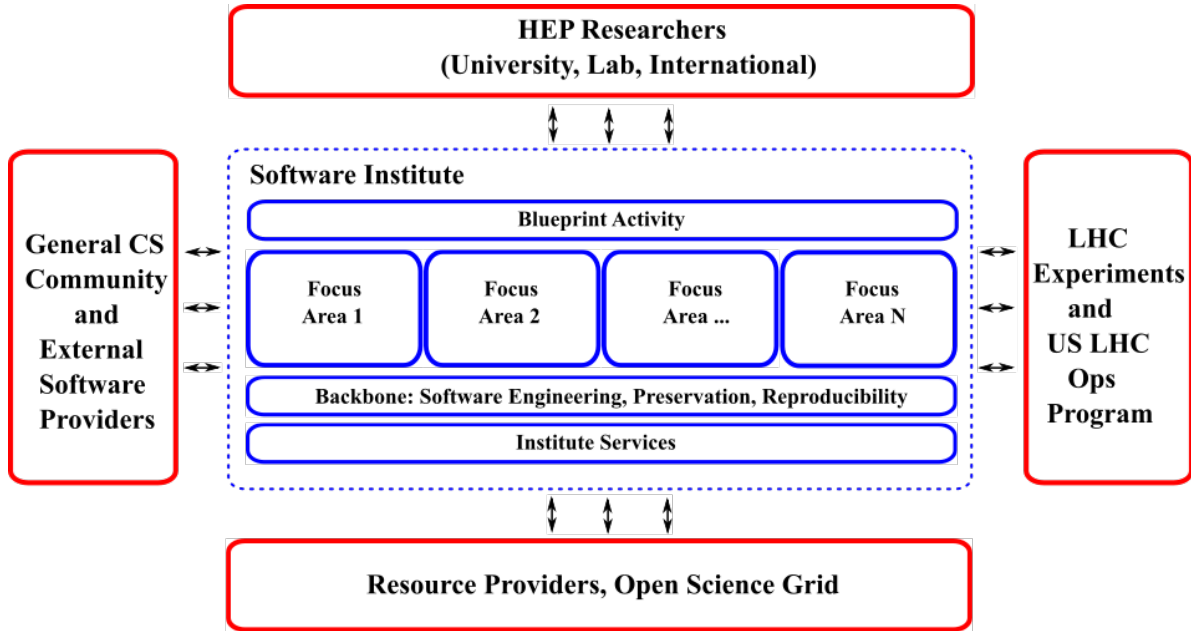 HEP Researchers
(University, Lab, International)
Software Institute
Blueprint Activity
General CS
Community
and
External
Software
Providers
Focus
Area 1
Focus
Area 2
Focus
Area ...
Focus
Area N
LHC
Experiments
and
US LHC
Ops
Program
Backbone: Software Engineering, Preservation, Reproducibility
Institute Services
Resource Providers, Open Science Grid